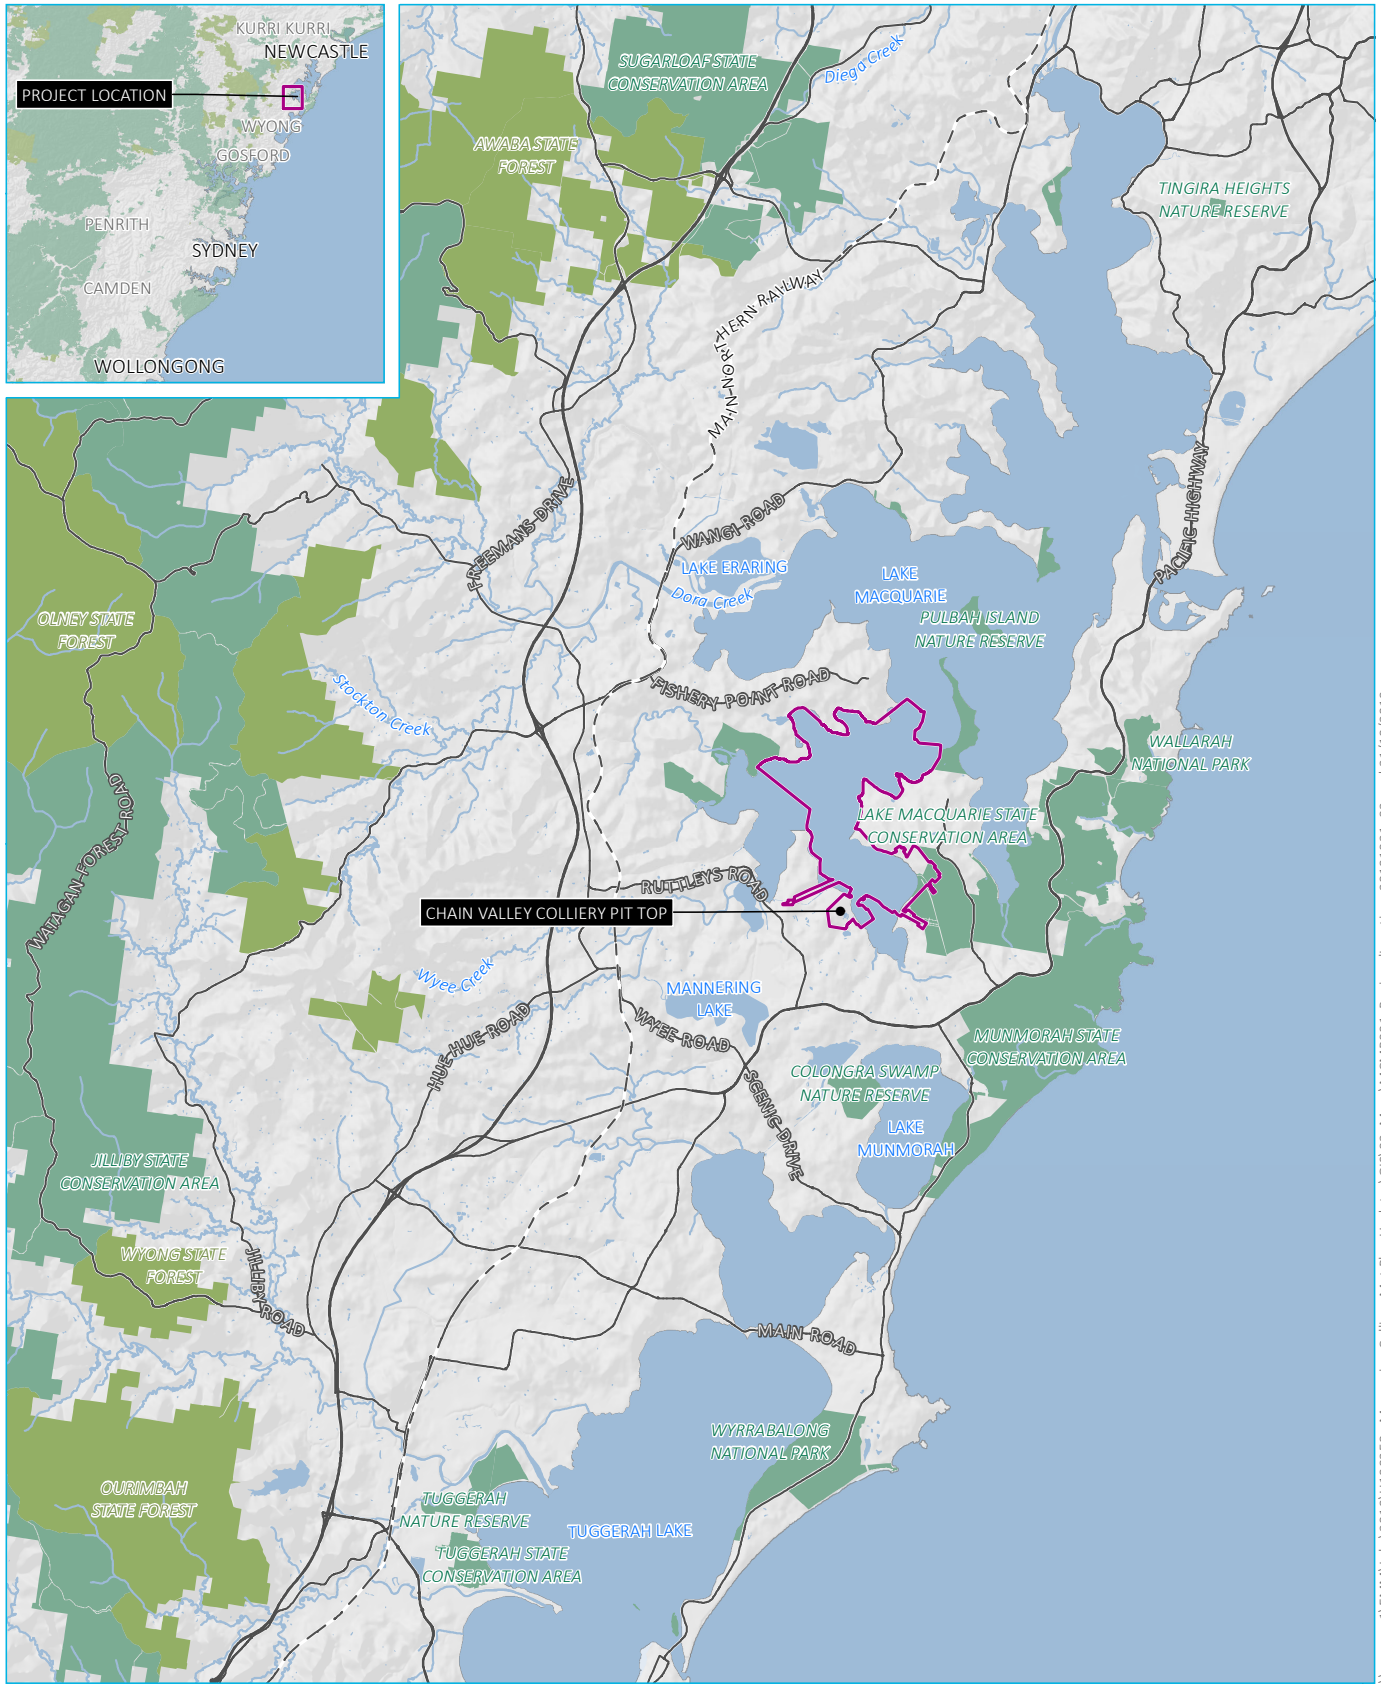 KURRI KURRI
NEWCASTLE
PROJECT LOCATION
WYONG
GOSFORD
PENRITH
SYDNEY
CAMDEN
WOLLONGONG
SUGARLOAF STATE
CONSERVATION AREA
Diega Creek
AWABA STATE
FOREST
TINGIRA HEIGHTS
NATURE RESERVE
MAIN NORTHERN RAILWAY
PACIFIC HIGHWAY
FREEMANS DRIVE
WANGI ROAD
LAKE ERARING
Dora Creek
LAKE
MACQUARIE
PULBAH ISLAND
NATURE RESERVE
OLNEY STATE
FOREST
FISHERY POINT ROAD
Stockton Creek
WALLARAH
NATIONAL PARK
WATAGAN FOREST ROAD
LAKE MACQUARIE STATE
CONSERVATION AREA
RUTTLEYS ROAD
CHAIN VALLEY COLLIERY PIT TOP
Wyee Creek
MANNERING
LAKE
HUE HUE ROAD
WYEE ROAD
MUNMORAH STATE
CONSERVATION AREA
COLONGRA SWAMP
NATURE RESERVE
SCENIC DRIVE
LAKE
MUNMORAH
JILLIBY STATE
CONSERVATION AREA
WYONG STATE
FOREST
JILLIBY ROAD
MAIN ROAD
WYRRABALONG
NATIONAL PARK
OURIMBAH
STATE FOREST
TUGGERAH
NATURE RESERVE
TUGGERAH LAKE
TUGGERAH STATE
CONSERVATION AREA